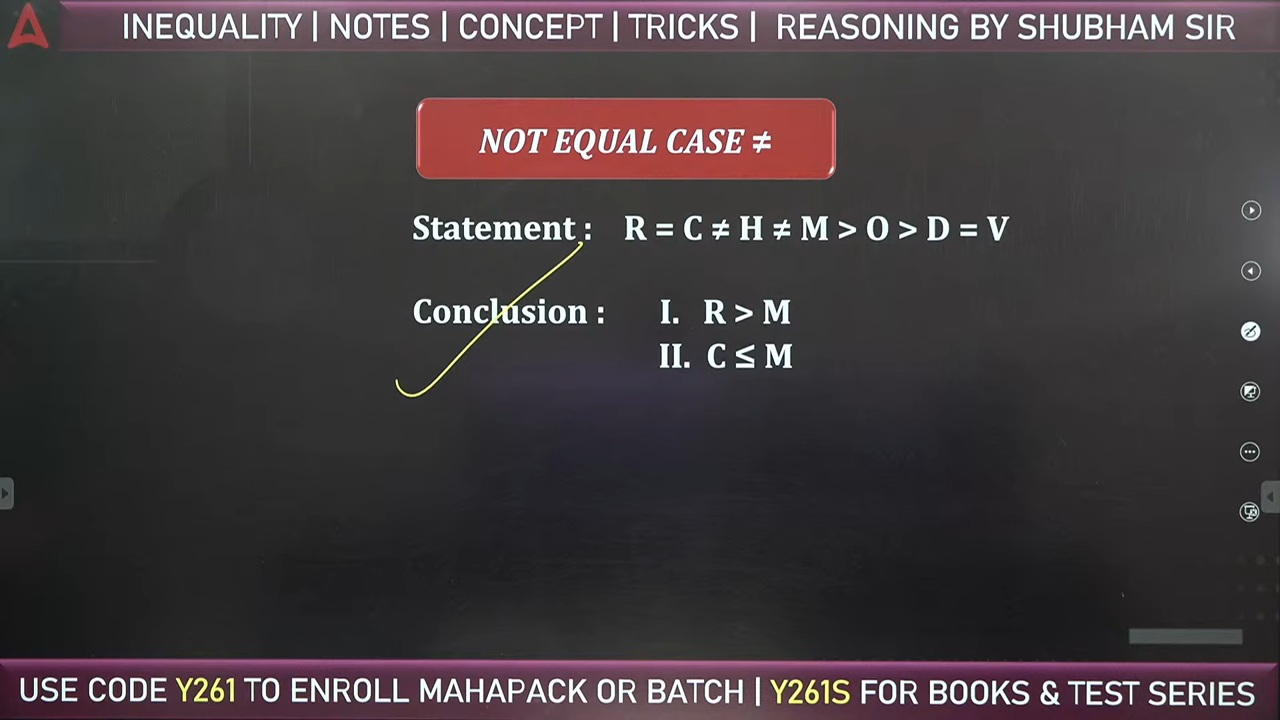 INEQUALITY | NOTES | CONCEPT | TRICKS | REASONING BY SHUBHAM SIR
NOT EQUAL CASE ≠
Statement : R = C ≠ H ≠ M > O > D = V
Conclusion : I. R > M
II. C ≤ M
USE CODE Y261 TO ENROLL MAHAPACK OR BATCH | Y261S FOR BOOKS & TEST SERIES